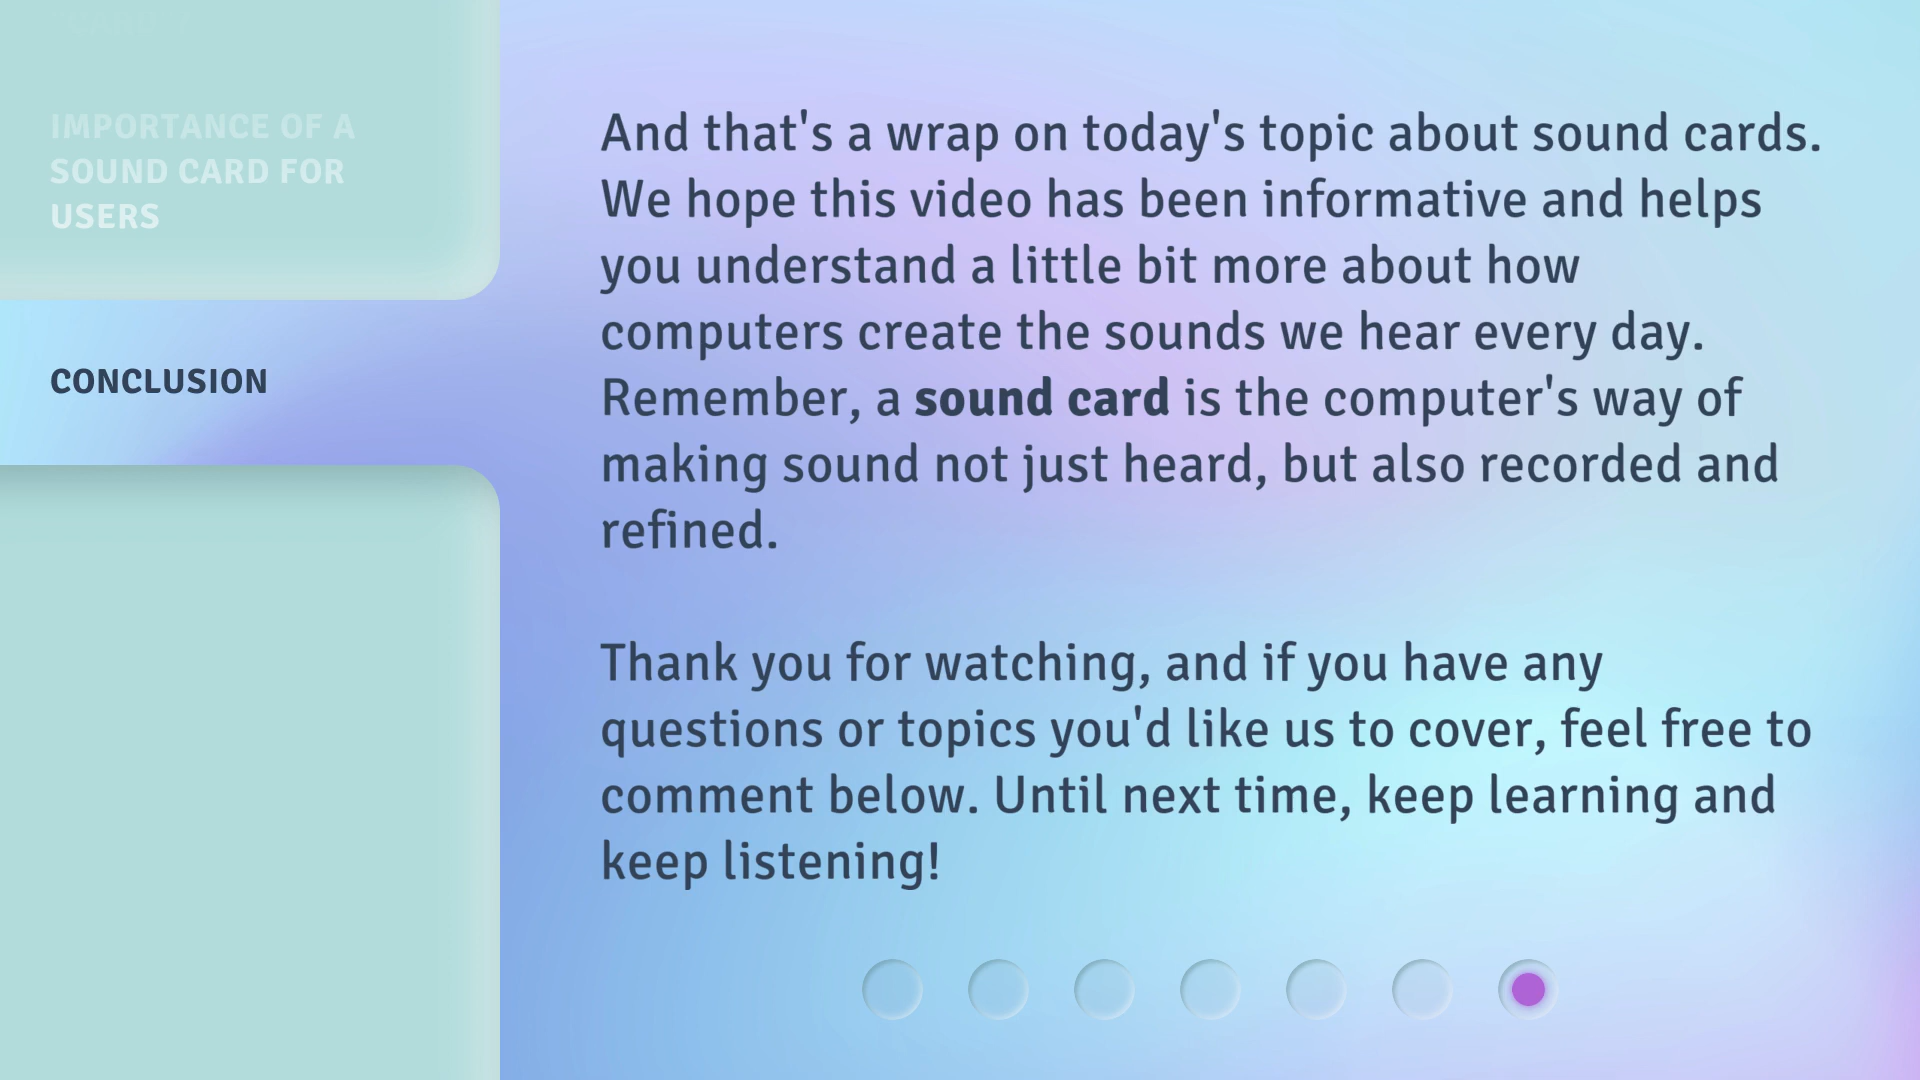 "CARD"?
IMPORTANCE OF A
SOUND CARD FOR
USERS
CONCLUSION
And that's a wrap on today's topic about sound cards.
We hope this video has been informative and helps
you understand a little bit more about how
computers create the sounds we hear every day.
Remember, a sound card is the computer's way of
making sound not just heard, but also recorded and
refined.
Thank you for watching, and if you have any
questions or topics you'd like us to cover, feel free to
comment below. Until next time, keep learning and
keep listening!